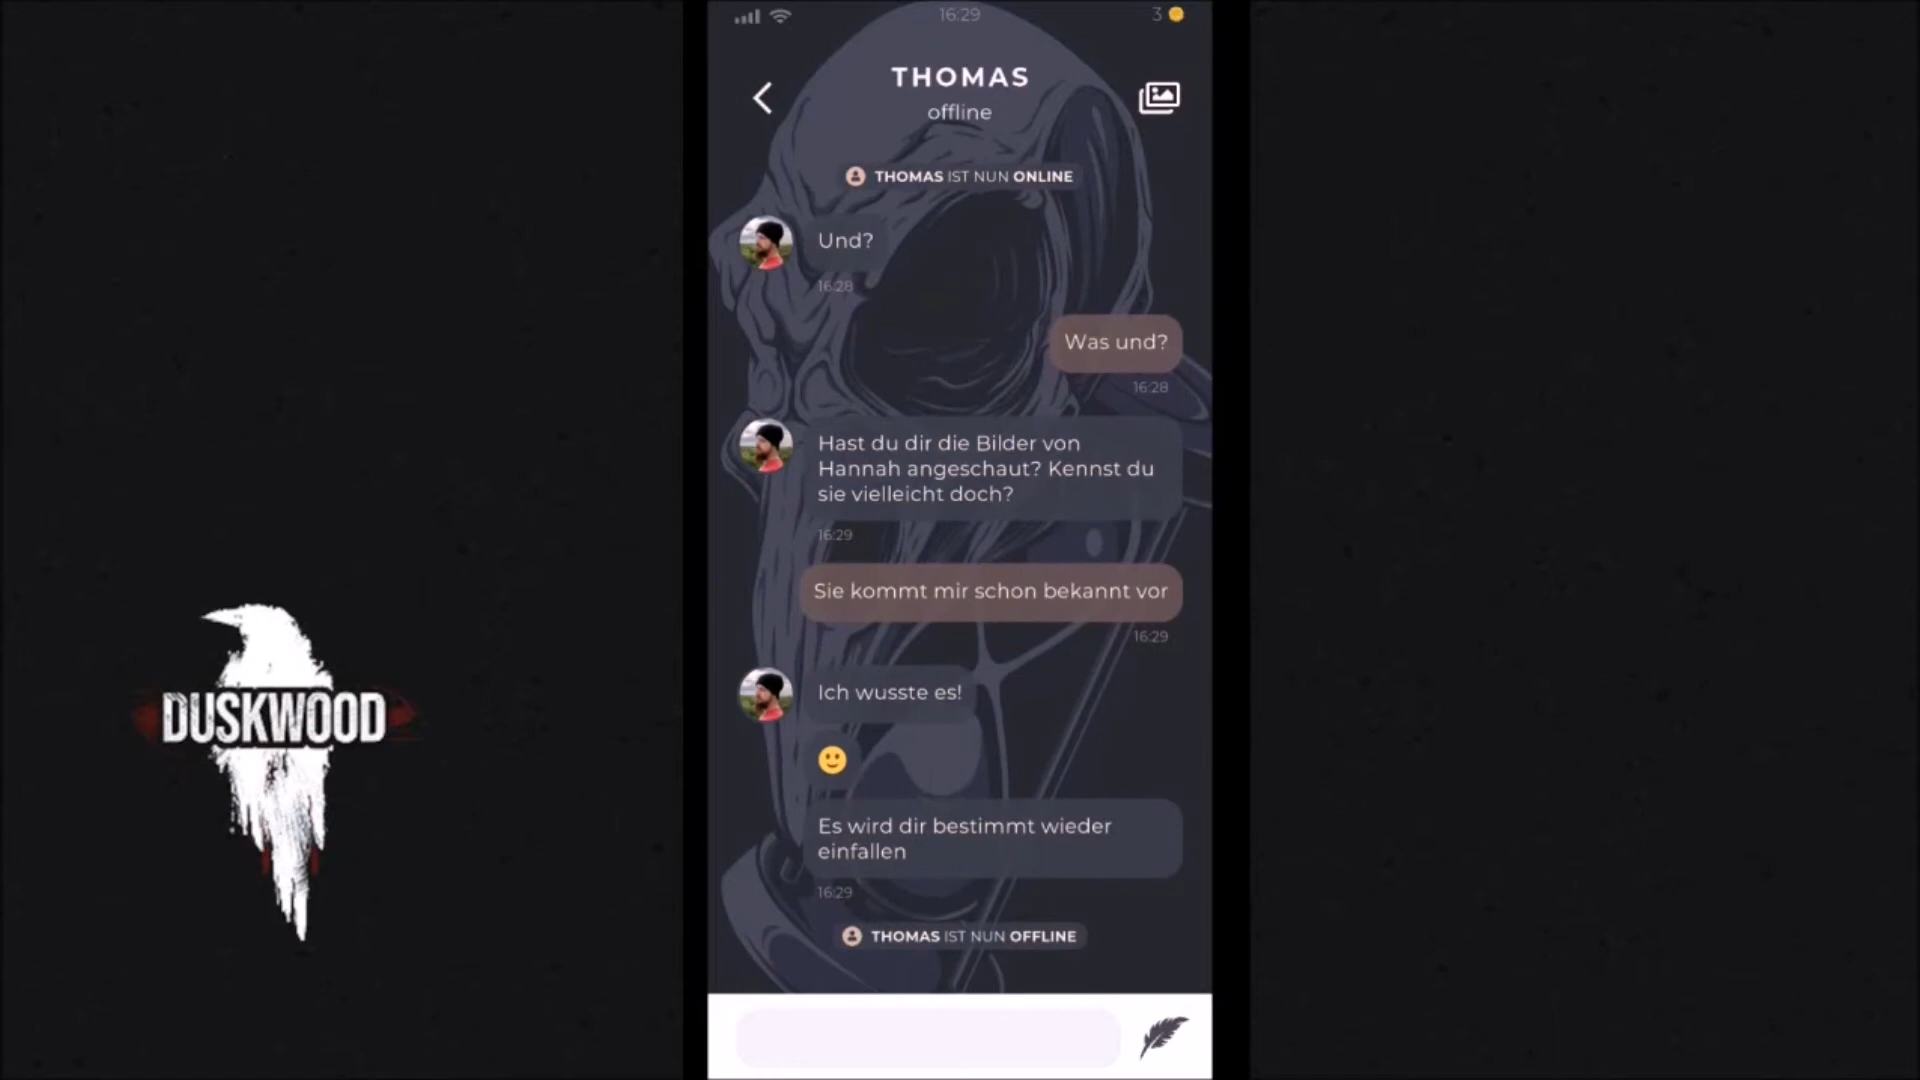 16:29
3
THOMAS
offline
THOMAS IST NUN ONLINE
Und?
16:28
Was und?
16:28
Hast du dir die Bilder von
Hannah angeschaut? Kennst du
sie vielleicht doch?
16:29
Sie kommt mir schon bekannt vor
16:29
Ich wusste es!
Es wird dir bestimmt wieder
einfallen
16:29
THOMAS IST NUN OFFLINE
DUSKWOOD